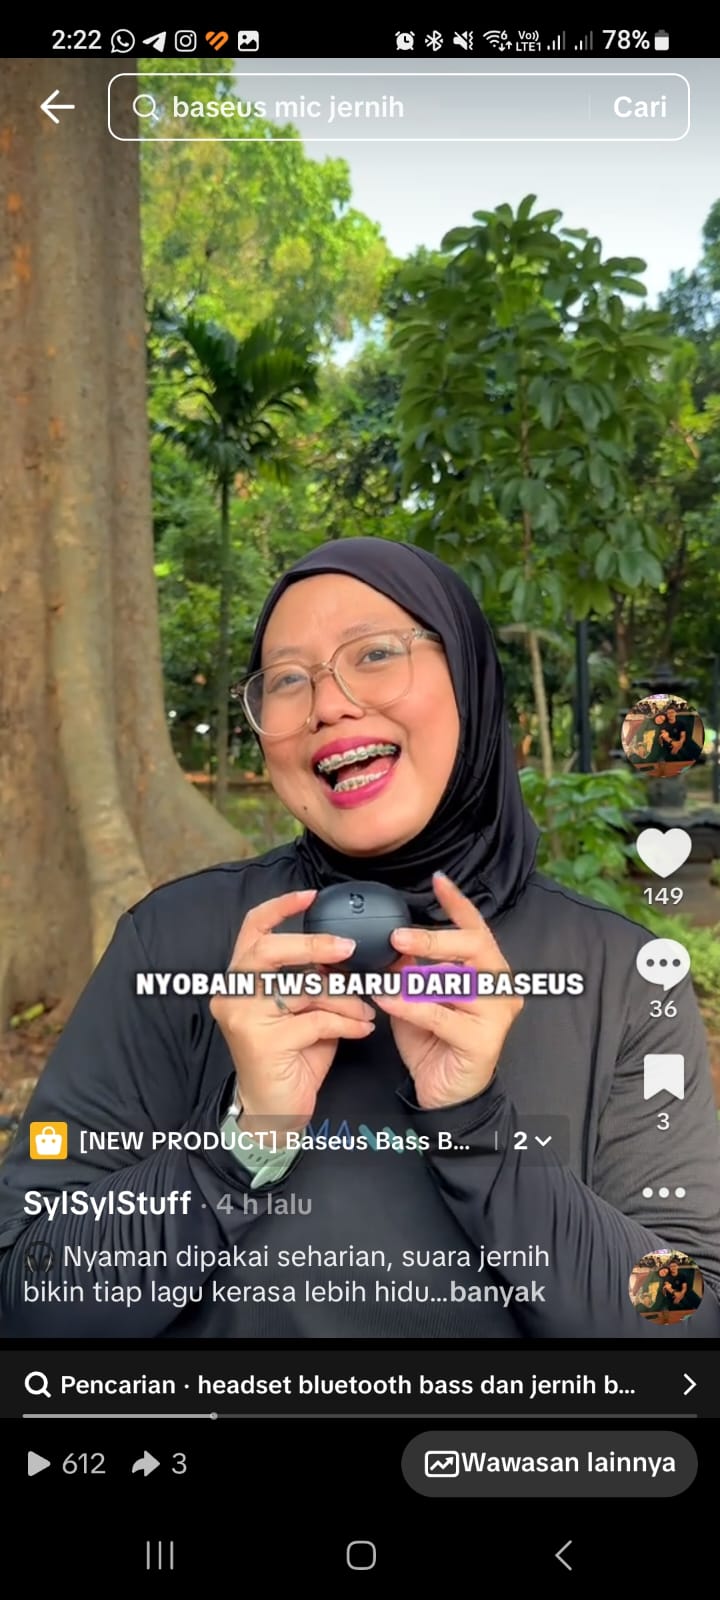 2:22
Vo))
LTE1
78%
baseus mic jernih
Cari
149
NYOBAIN TWS BARU DARI BASEUS
36
3
[NEW PRODUCT] Baseus Bass B... | 2
SylSylStuff · 4 h lalu
Nyaman dipakai seharian, suara jernih
bikin tiap lagu kerasa lebih hidu...banyak
Pencarian · headset bluetooth bass dan jernih b...
612
3
Wawasan lainnya